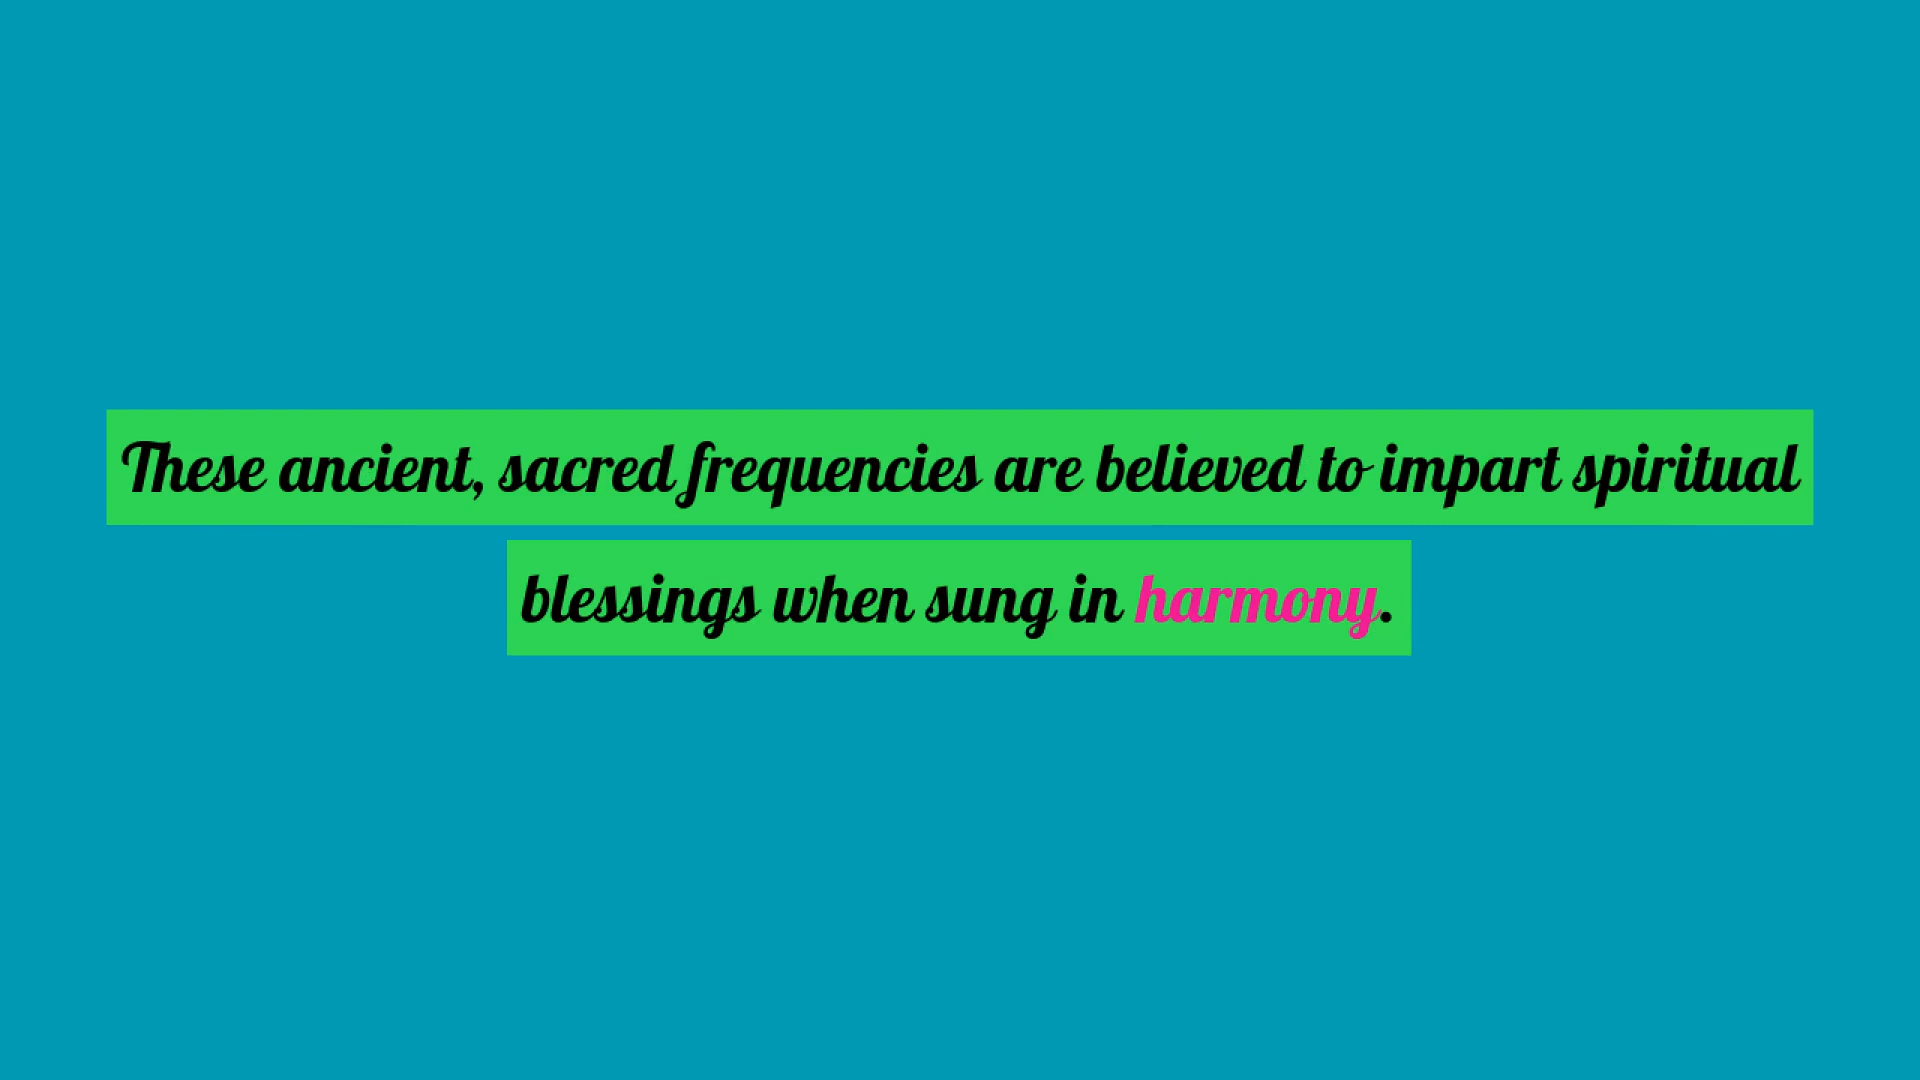 These ancient, sacred frequencies are believed to impart spiritual
blessings when sung in harmony.